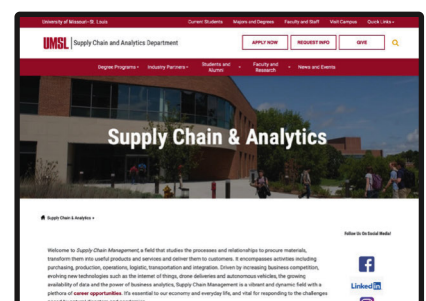 University of Missouri–St. Louis
Current Students Majors and Degrees Faculty and Staff Visit Campus Quick Links
UMSL Supply Chain and Analytics Department
APPLY NOW REQUEST INFO GIVE
Degree Programs Industry Partners Students and Alumni Faculty and Research News and Events
Supply Chain & Analytics
Supply Chain & Analytics
Follow Us On Social Media!
Welcome to Supply Chain Management, a field that studies the processes and relationships to procure materials,
transform them into useful products and services and deliver them to customers. It encompasses activities including
purchasing, production, operations, logistic, transportation and integration. Driven by increasing business competition,
evolving new technologies such as the internet of things, drone deliveries and autonomous vehicles, the growing
availability of data and the power of business analytics, Supply Chain Management is a vibrant and dynamic field with a
plethora of career opportunities. It's essential to our economy and everyday life, and vital for responding to the challenges
LinkedIn